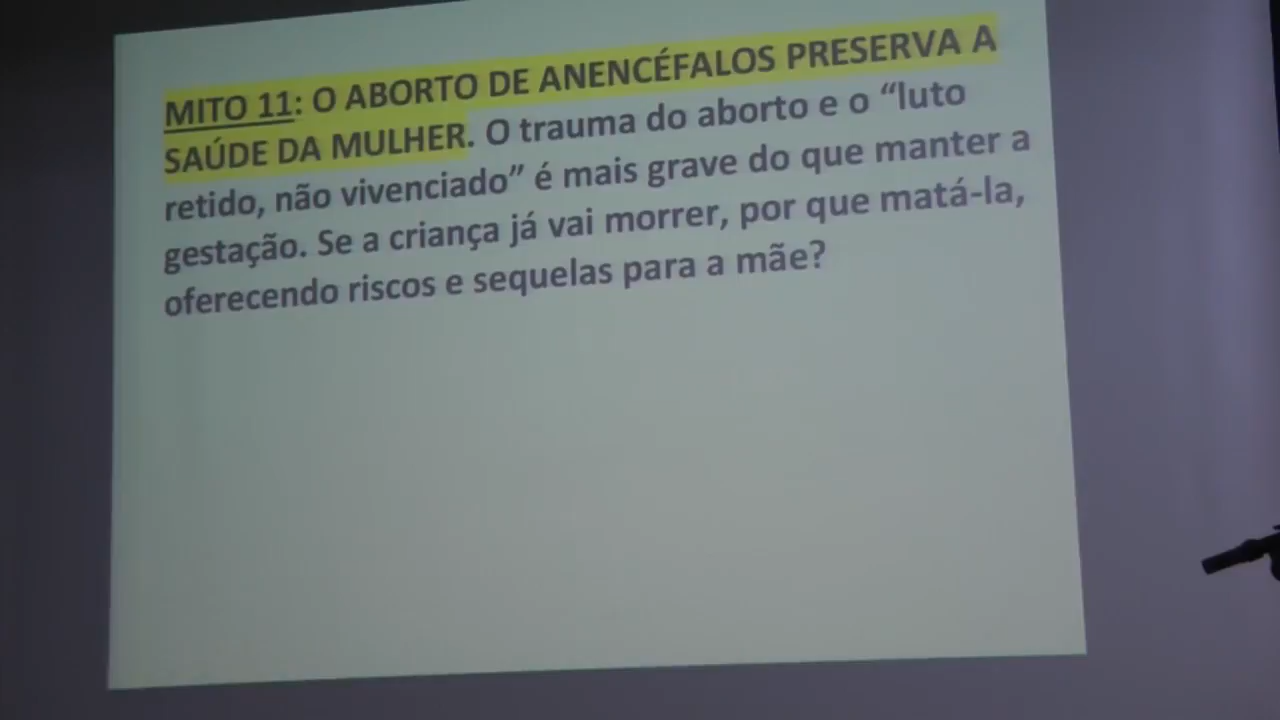 MITO 11: O ABORTO DE ANENCÉFALOS PRESERVA A
SAÚDE DA MULHER. O trauma do aborto e o “luto
retido, não vivenciado” é mais grave do que manter a
gestação. Se a criança já vai morrer, por que matá-la,
oferecendo riscos e sequelas para a mãe?